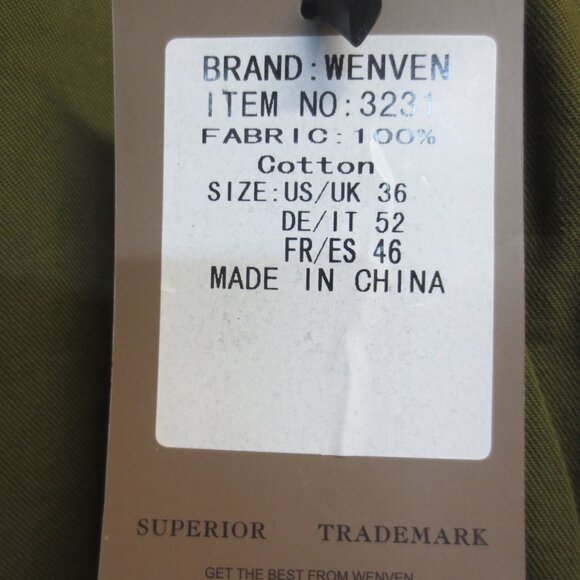 BRAND:WENVEN
ITEM NO:3231
FABRIC:100%
Cotton
SIZE:US/UK 36
DE/IT 52
FR/ES 46
MADE IN CHINA
SUPERIOR TRADEMARK
GET THE BEST FROM WENVEN